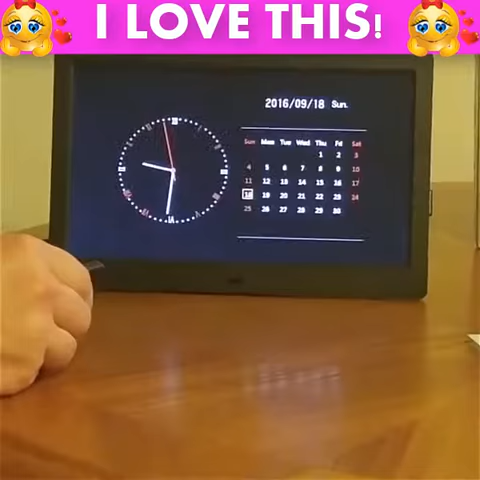 I LOVE THIS!
2016/09/18 Sun.
Sun Mon Tue Wed Thu Fri Sat
1 2 3
4 5 6 7 8 9 10
11 12 13 14 15 16 17
18 19 20 21 22 23 24
25 26 27 28 29 30